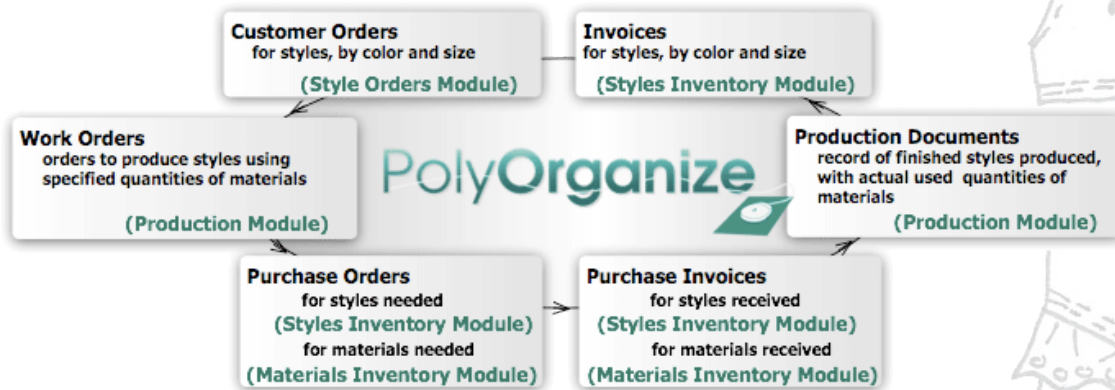 Customer Orders
for styles, by color and size
(Style Orders Module)
Invoices
for styles, by color and size
(Styles Inventory Module)
Work Orders
orders to produce styles using
specified quantities of materials
(Production Module)
PolyOrganize
Production Documents
record of finished styles produced,
with actual used quantities of
materials
(Production Module)
Purchase Orders
for styles needed
(Styles Inventory Module)
for materials needed
(Materials Inventory Module)
Purchase Invoices
for styles received
(Styles Inventory Module)
for materials received
(Materials Inventory Module)